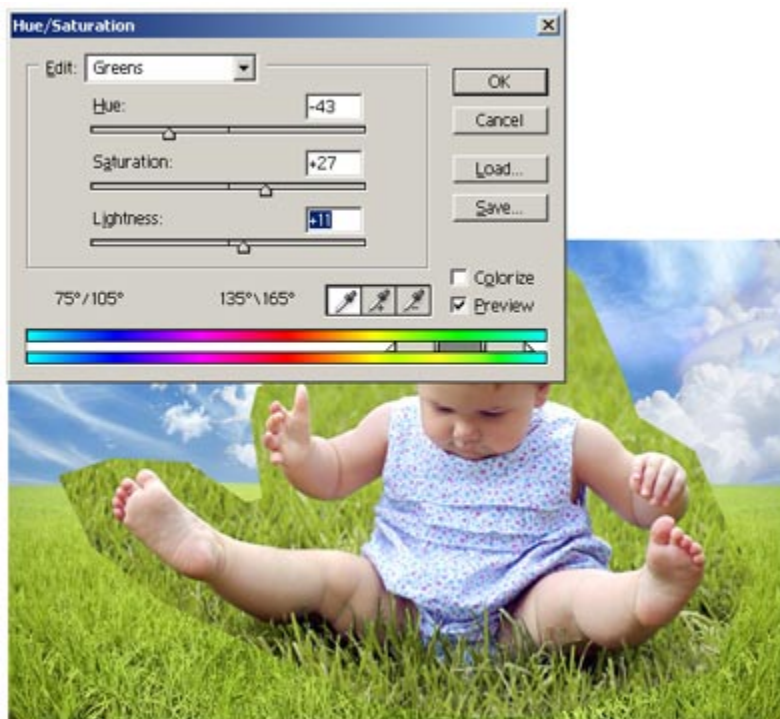 Hue/Saturation
Edit: Greens
OK
Hue: -43
Cancel
Saturation: +27
Load...
Lightness: +11
Save...
Colorize
75°/105° 135°\165°
Preview